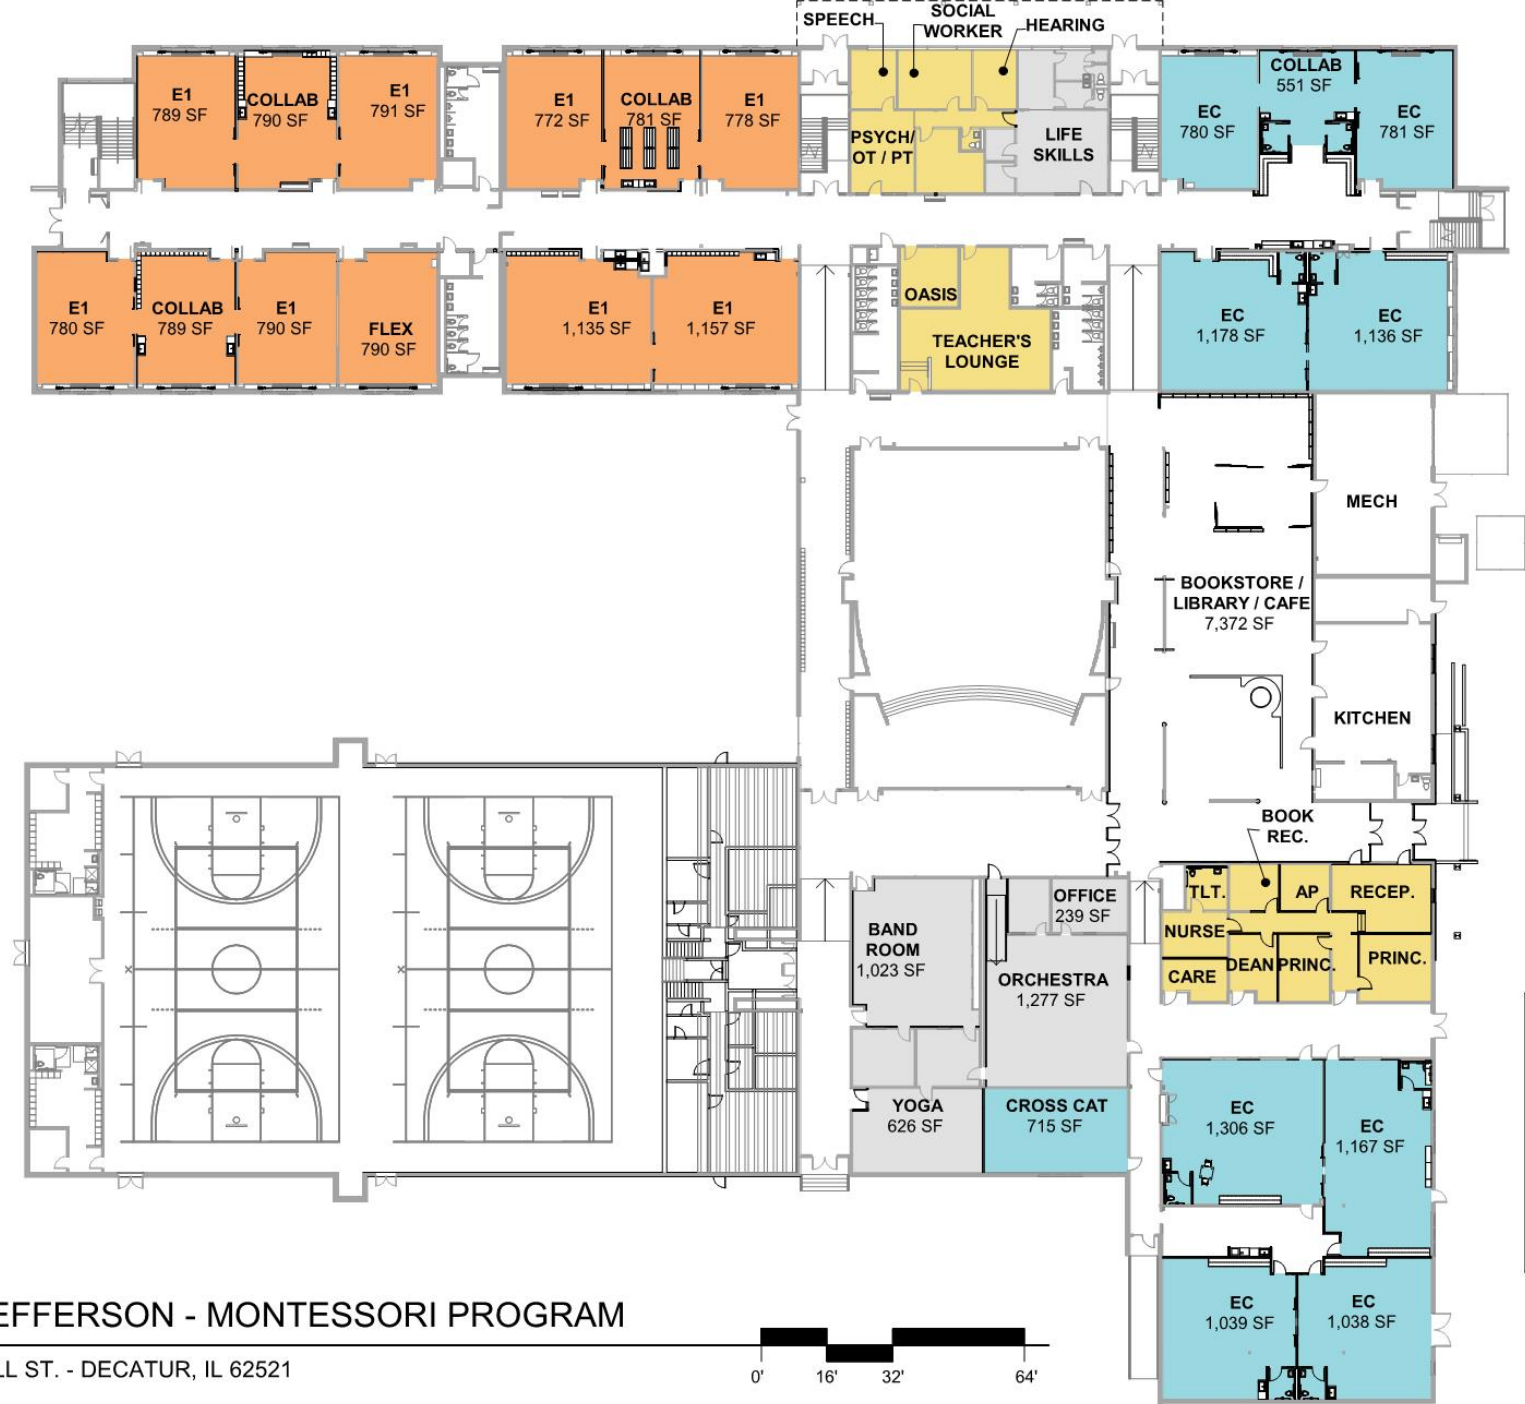 SPEECH
SOCIAL
WORKER
HEARING
E1
789 SF
COLLAB
790 SF
E1
791 SF
E1
772 SF
COLLAB
781 SF
E1
778 SF
PSYCH/
OT / PT
LIFE
SKILLS
EC
780 SF
COLLAB
551 SF
EC
781 SF
E1
780 SF
COLLAB
789 SF
E1
790 SF
FLEX
790 SF
E1
1,135 SF
E1
1,157 SF
OASIS
TEACHER'S
LOUNGE
EC
1,178 SF
EC
1,136 SF
MECH
BOOKSTORE /
LIBRARY / CAFE
7,372 SF
KITCHEN
BOOK
REC.
TLT.
AP
RECEP.
NURSE
CARE
DEAN
PRINC.
PRINC.
BAND
ROOM
1,023 SF
OFFICE
239 SF
ORCHESTRA
1,277 SF
YOGA
626 SF
CROSS CAT
715 SF
EC
1,306 SF
EC
1,167 SF
EC
1,039 SF
EC
1,038 SF
EFFERSON - MONTESSORI PROGRAM
LL ST. - DECATUR, IL 62521
0' 16' 32' 64'